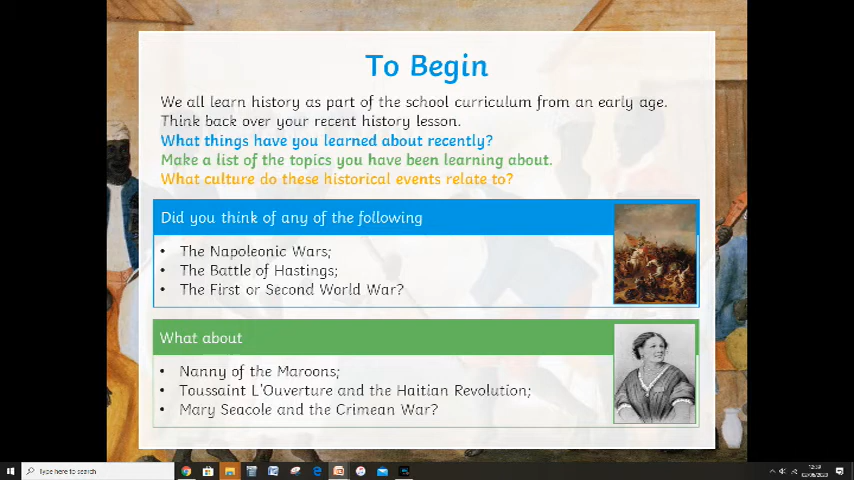 To Begin
We all learn history as part of the school curriculum from an early age.
Think back over your recent history lesson.
What things have you learned about recently?
Make a list of the topics you have been learning about.
What culture do these historical events relate to?
Did you think of any of the following
• The Napoleonic Wars;
• The Battle of Hastings;
• The First or Second World War?
What about
• Nanny of the Maroons;
• Toussaint L'Ouverture and the Haitian Revolution;
• Mary Seacole and the Crimean War?
Type here to search